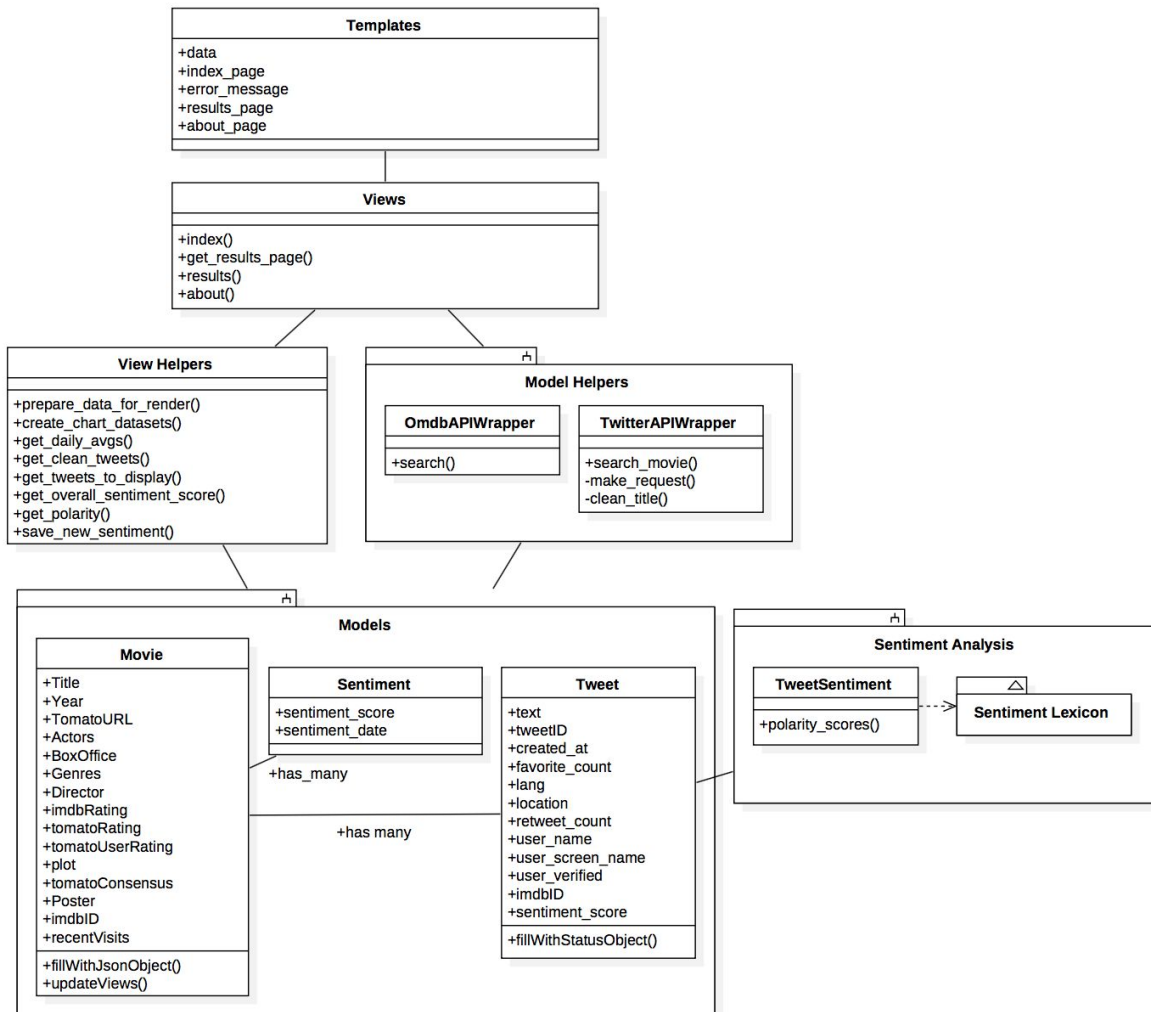 Templates
+data
+index_page
+error_message
+results_page
+about_page
Views
+index()
+get_results_page()
+results()
+about()
View Helpers
+prepare_data_for_render()
+create_chart_datasets()
+get_daily_avgs()
+get_clean_tweets()
+get_tweets_to_display()
+get_overall_sentiment_score()
+get_polarity()
+save_new_sentiment()
Model Helpers
OmdbAPIWrapper
+search()
TwitterAPIWrapper
+search_movie()
-make_request()
-clean_title()
Models
Movie
+Title
+Year
+TomatoURL
+Actors
+BoxOffice
+Genres
+Director
+imdbRating
+tomatoRating
+tomatoUserRating
+plot
+tomatoConsensus
+Poster
+imdbID
+recentVisits
+fillWithJsonObject()
+updateViews()
Sentiment
+sentiment_score
+sentiment_date
+has_many
+has many
Tweet
+text
+tweetID
+created_at
+favorite_count
+lang
+location
+retweet_count
+user_name
+user_screen_name
+user_verified
+imdbID
+sentiment_score
+fillWithStatusObject()
Sentiment Analysis
TweetSentiment
+polarity_scores()
Sentiment Lexicon